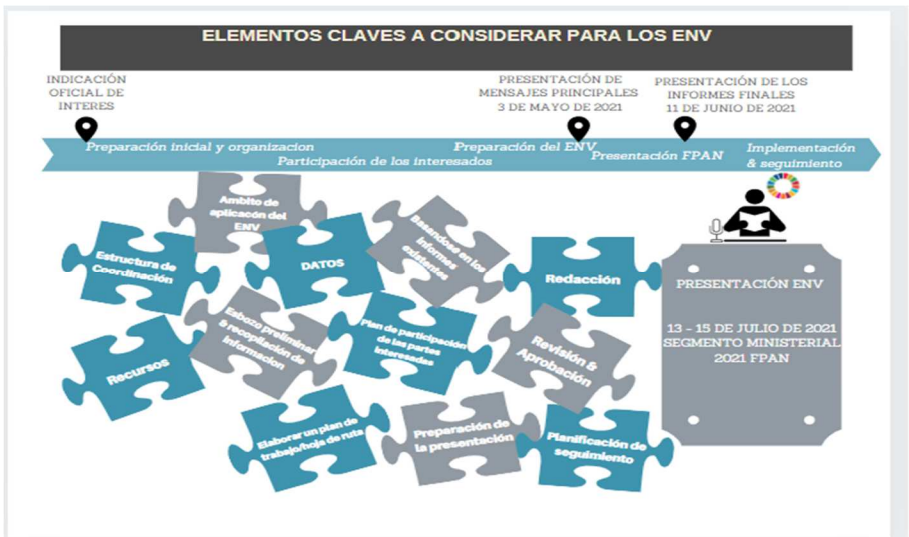 ELEMENTOS CLAVES A CONSIDERAR PARA LOS ENV
INDICACIÓN
OFICIAL DE
INTERES
PRESENTACIÓN DE
MENSAJES PRINCIPALES
3 DE MAYO DE 2021
PRESENTACIÓN DE LOS
INFORMES FINALES
11 DE JUNIO DE 2021
Preparación inicial y organizacion
Participación de los interesados
Preparación del ENV
Presentación FPAN
Implementación
& seguimiento
Ambito de
aplicacón del
ENV
Estructura de
Coordinación
DATOS
Basandose en los
informes
existentes
Redacción
Recursos
Esbozo preliminar
& recopilación de
informacion
Plan de participación
de las partes
interesadas
Revisión &
Aprobación
Elaborar un plan de
trabajo/hoja de ruta
Preparación de
la presentación
Planificación de
seguimiento
PRESENTACIÓN ENV
13 - 15 DE JULIO DE 2021
SEGMENTO MINISTERIAL
2021 FPAN